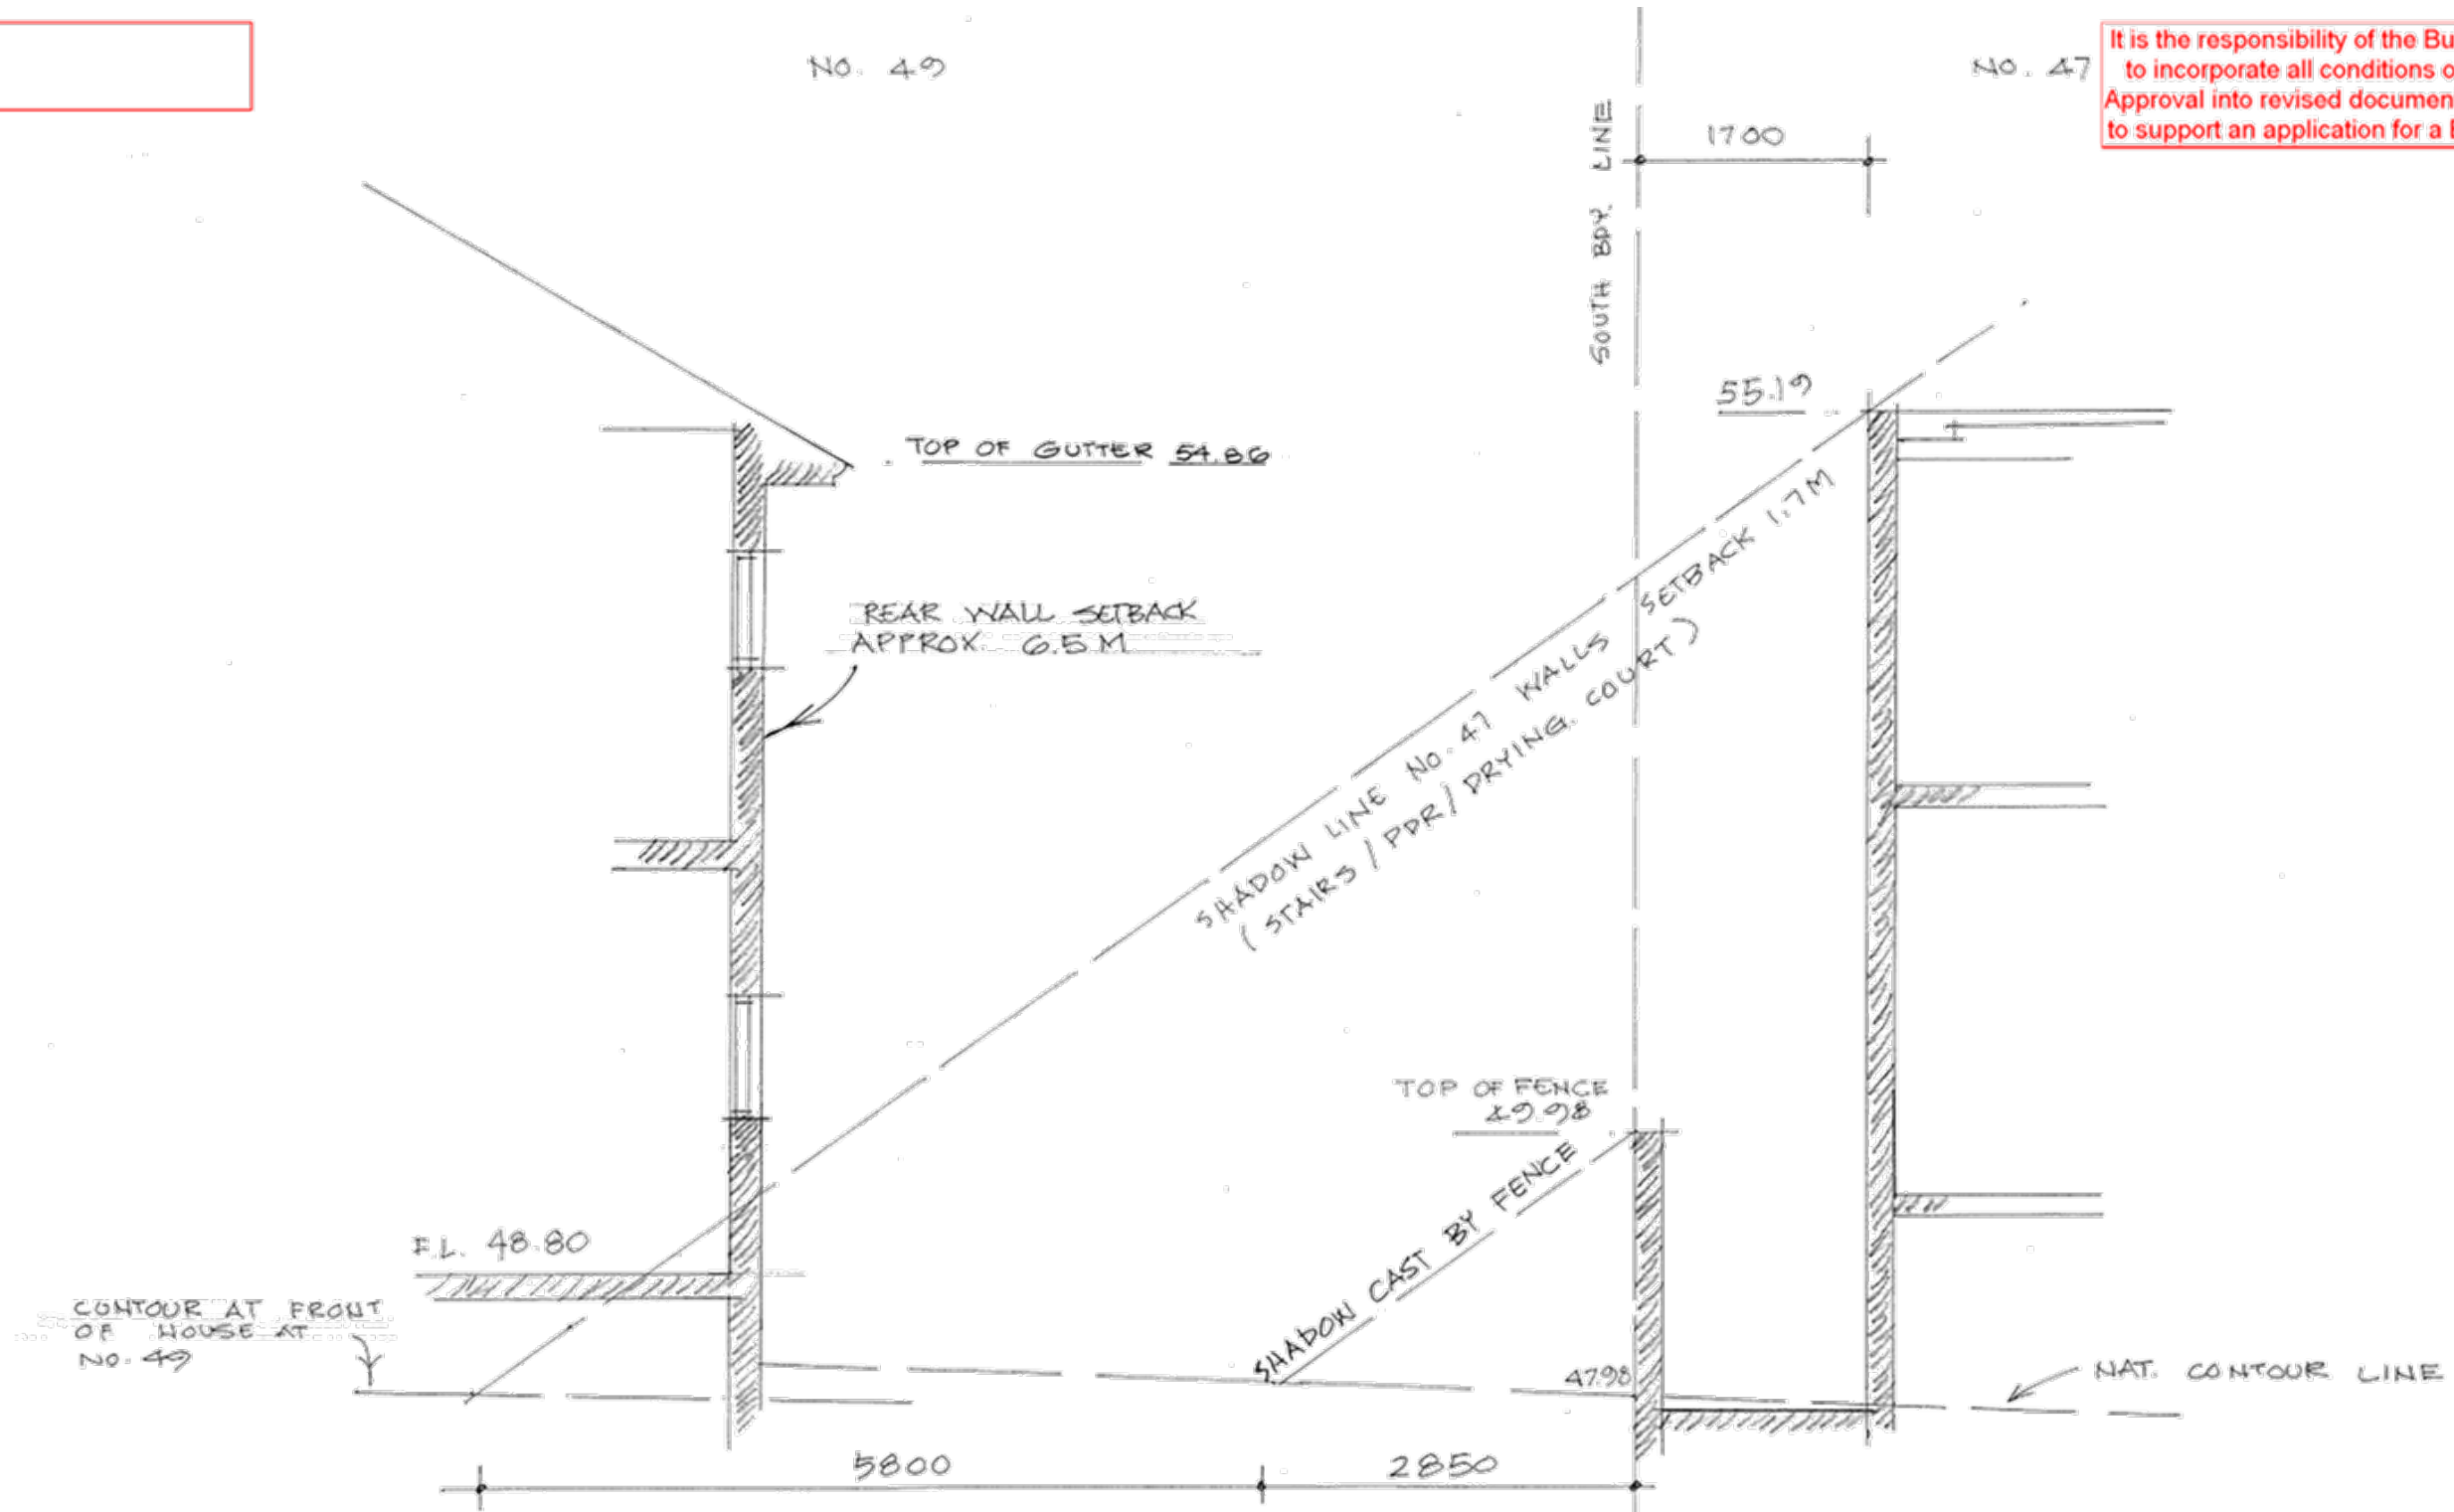 NO. 49
NO. 47
It is the responsibility of the Bu
to incorporate all conditions o
Approval into revised documen
to support an application for a
SOUTH BDY. LINE
1700
55.19
TOP OF GUTTER 54.86
REAR WALL SETBACK
APPROX. 6.5 M
SHADOW LINE NO. 47 WALLS SETBACK 1.7M
(STAIRS / PDR / DRYING. COURT)
TOP OF FENCE
49.98
SHADOW CAST BY FENCE
F.L. 48.80
CONTOUR AT FRONT
OF HOUSE AT
NO. 49
47.98
NAT. CONTOUR LINE
5800
2850